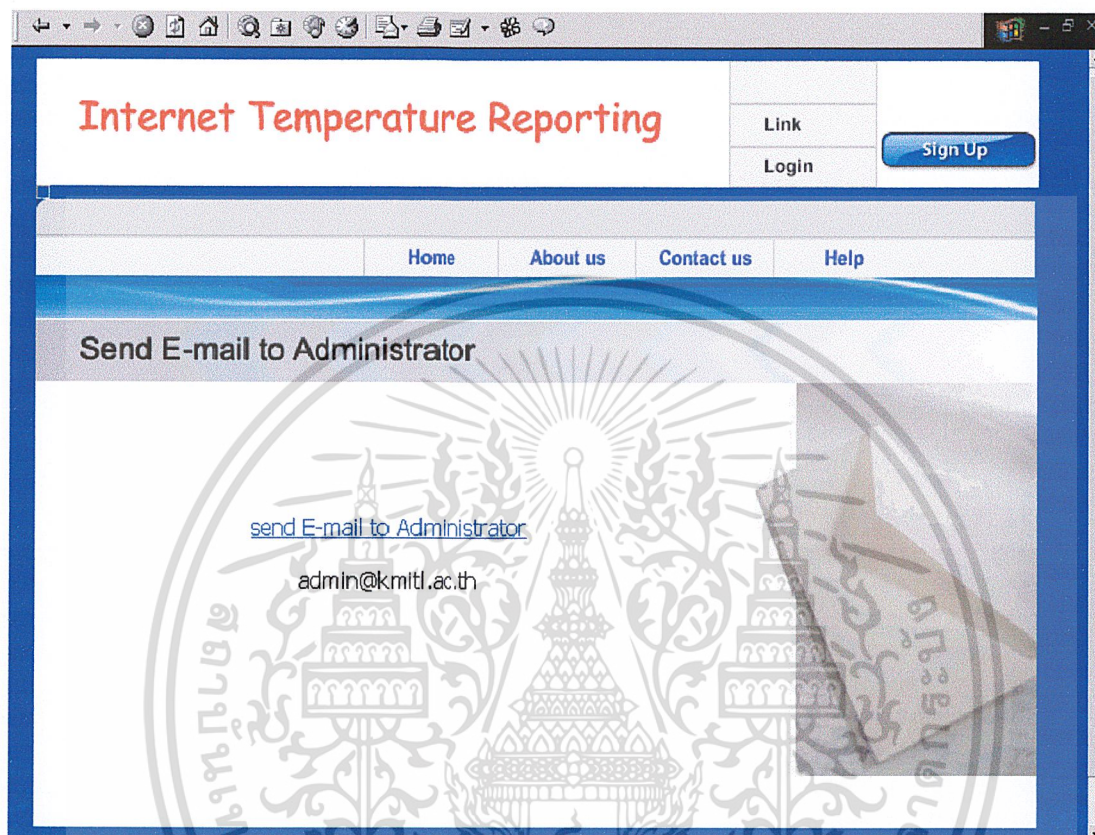 Internet Temperature Reporting
Link
Login
Sign Up
Home About us Contact us Help
Send E-mail to Administrator
send E-mail to Administrator
admin@kmitl.ac.th